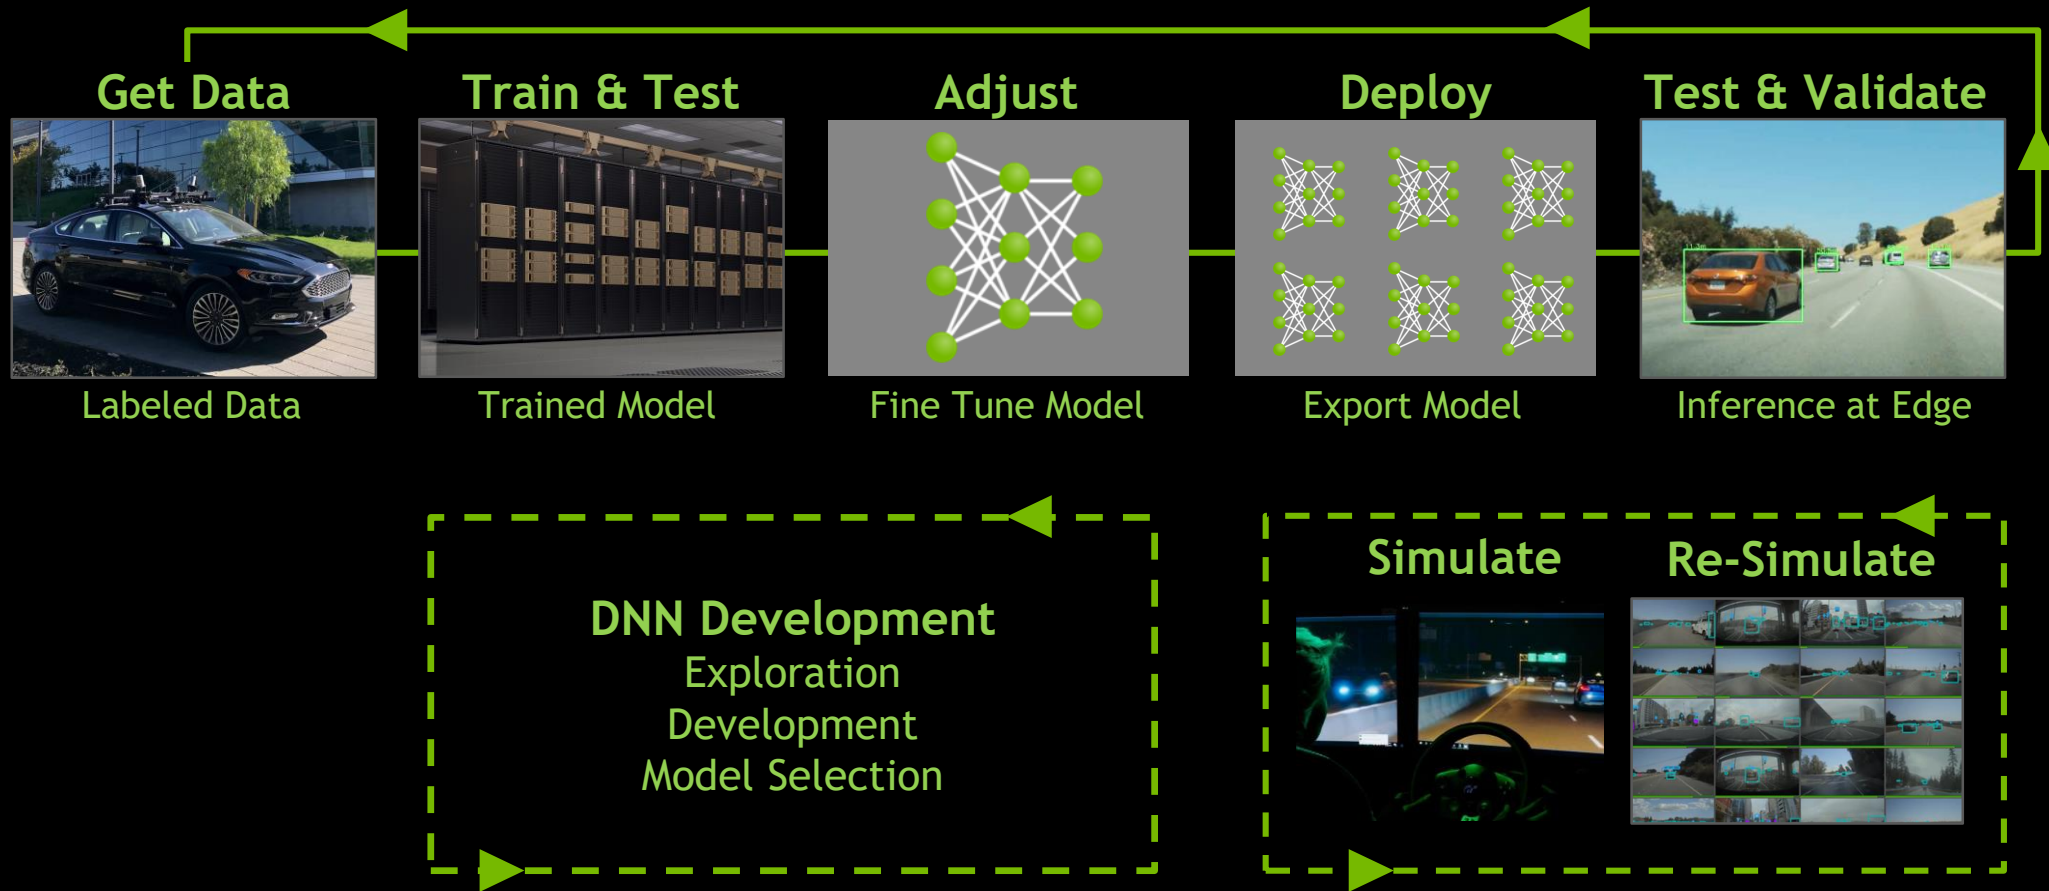 Get Data
Train & Test
Adjust
Deploy
Test & Validate
Labeled Data
Trained Model
Fine Tune Model
Export Model
Inference at Edge
DNN Development
Exploration
Development
Model Selection
Simulate
Re-Simulate